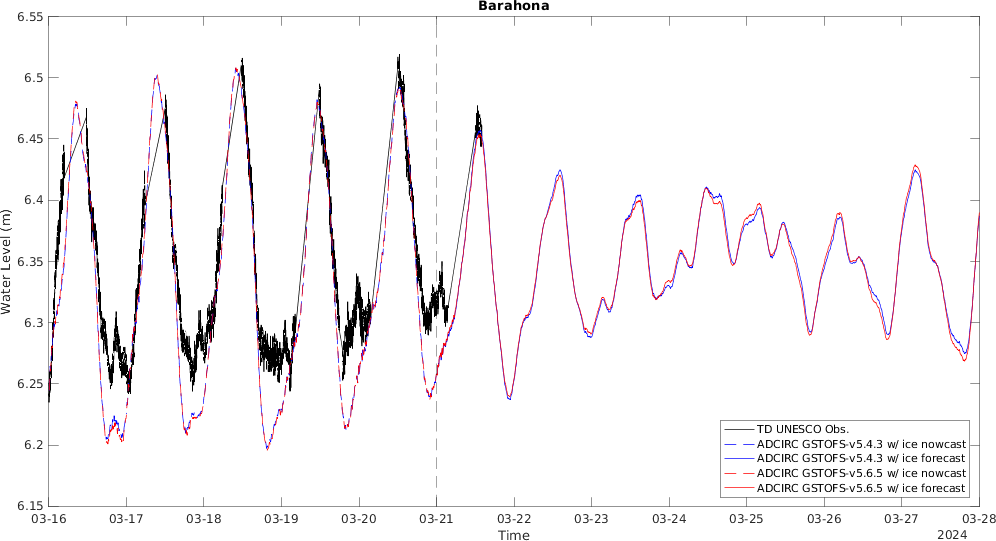 Barahona
6.55
6.5
6.45
6.4
6.35
6.3
6.25
6.2
6.15
Water Level (m)
03-16 03-17 03-18 03-19 03-20 03-21 03-22 03-23 03-24 03-25 03-26 03-27 03-28
Time
2024
TD UNESCO Obs.
ADCIRC GSTOFS-v5.4.3 w/ ice nowcast
ADCIRC GSTOFS-v5.4.3 w/ ice forecast
ADCIRC GSTOFS-v5.6.5 w/ ice nowcast
ADCIRC GSTOFS-v5.6.5 w/ ice forecast